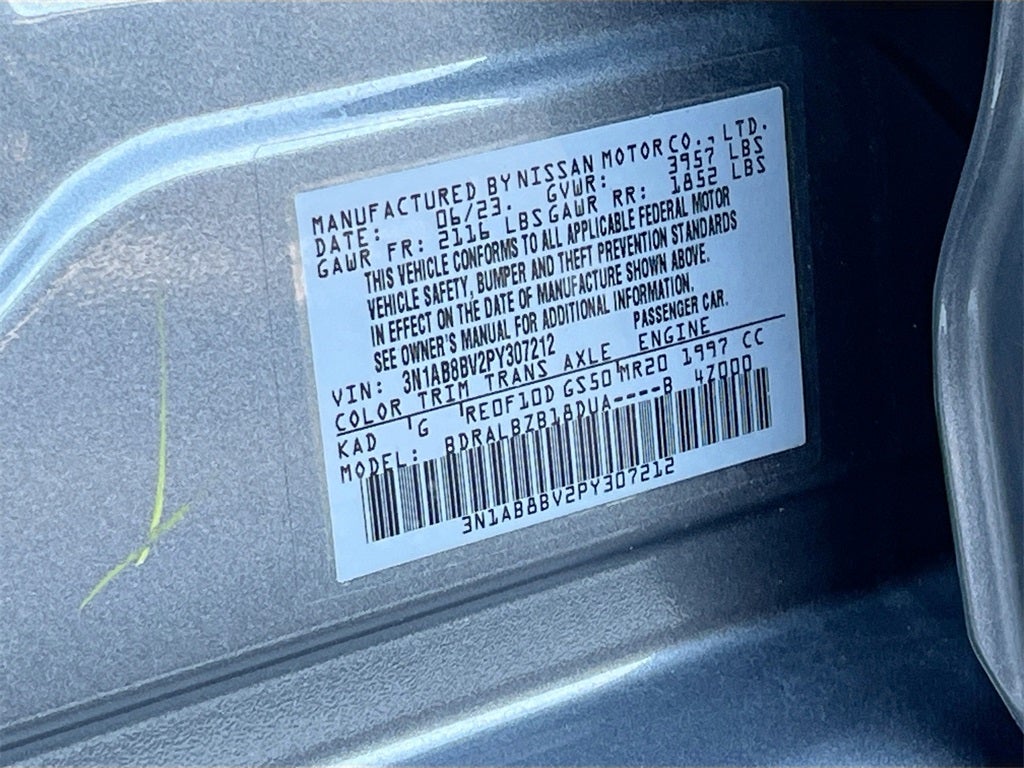 MANUFACTURED BY NISSAN MOTOR CO., LTD.
DATE: 06/23. GVWR: 3957 LBS
GAWR FR: 2116 LBS GAWR RR: 1852 LBS
THIS VEHICLE CONFORMS TO ALL APPLICABLE FEDERAL MOTOR
VEHICLE SAFETY, BUMPER AND THEFT PREVENTION STANDARDS
IN EFFECT ON THE DATE OF MANUFACTURE SHOWN ABOVE.
SEE OWNER'S MANUAL FOR ADDITIONAL INFORMATION.
VIN: 3N1AB8BV2PY307212 PASSENGER CAR.
COLOR TRIM TRANS AXLE ENGINE
KAD G RE0F10D GS50 MR20 1997 CC
MODEL: BDRALBZB18DUA----B 4Z000
3N1AB8BV2PY307212